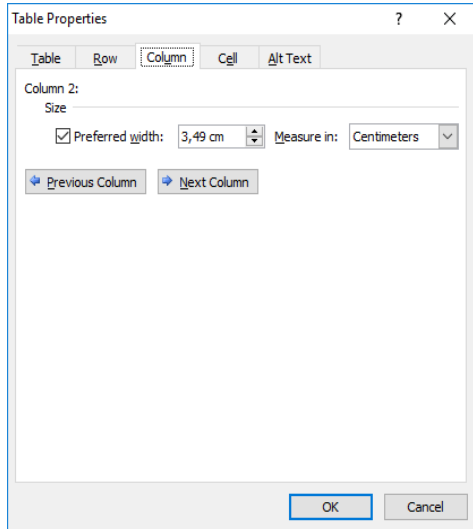 Table Properties ?
Table Row Column Cell Alt Text
Column 2:
Size
Preferred width: 3,49 cm Measure in: Centimeters
Previous Column Next Column
OK Cancel